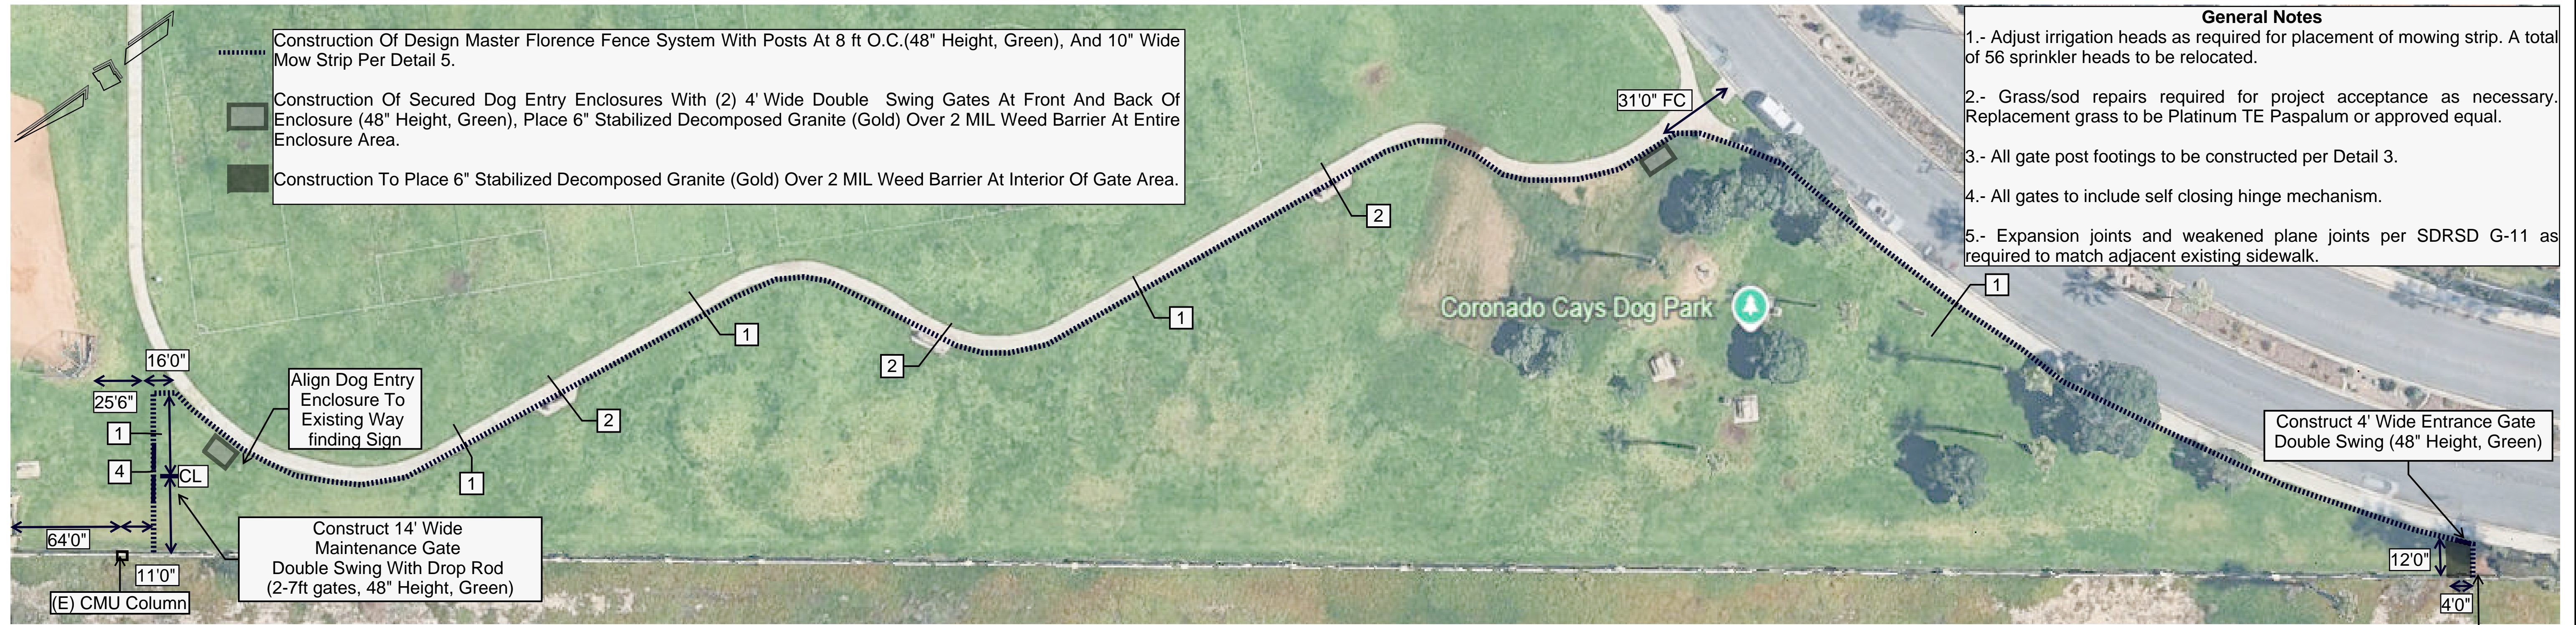 Construction Of Design Master Florence Fence System With Posts At 8 ft O.C.(48" Height, Green), And 10" Wide
Mow Strip Per Detail 5.
Construction Of Secured Dog Entry Enclosures With (2) 4' Wide Double Swing Gates At Front And Back Of
Enclosure (48" Height, Green), Place 6" Stabilized Decomposed Granite (Gold) Over 2 MIL Weed Barrier At Entire
Enclosure Area.
Construction To Place 6" Stabilized Decomposed Granite (Gold) Over 2 MIL Weed Barrier At Interior Of Gate Area.
General Notes
1.- Adjust irrigation heads as required for placement of mowing strip. A total
of 56 sprinkler heads to be relocated.
2.- Grass/sod repairs required for project acceptance as necessary.
Replacement grass to be Platinum TE Paspalum or approved equal.
3.- All gate post footings to be constructed per Detail 3.
4.- All gates to include self closing hinge mechanism.
5.- Expansion joints and weakened plane joints per SDRSD G-11 as
required to match adjacent existing sidewalk.
31'0" FC
2
1
1
Coronado Cays Dog Park
1
2
16'0"
25'6"
Align Dog Entry
Enclosure To
Existing Way
finding Sign
2
1
4
CL
1
Construct 4' Wide Entrance Gate
Double Swing (48" Height, Green)
64'0"
11'0"
(E) CMU Column
Construct 14' Wide
Maintenance Gate
Double Swing With Drop Rod
(2-7ft gates, 48" Height, Green)
12'0"
4'0"